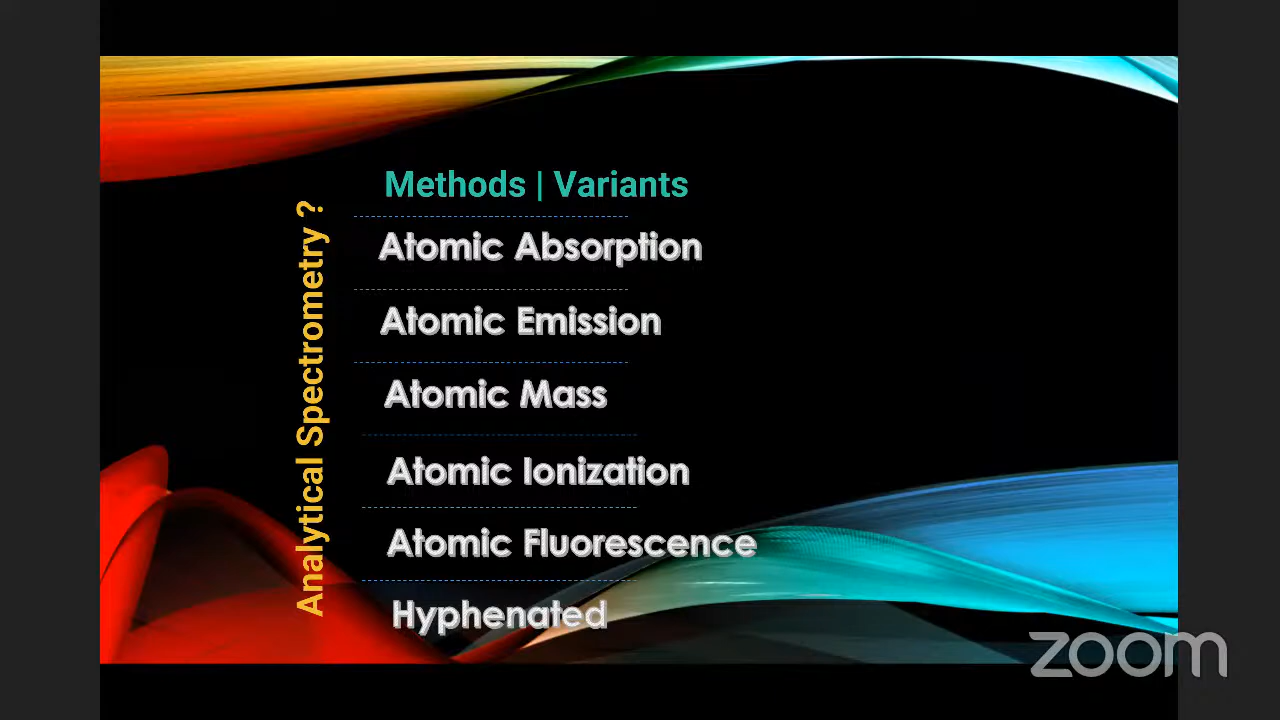 Analytical Spectrometry ?
Methods | Variants
Atomic Absorption
Atomic Emission
Atomic Mass
Atomic Ionization
Atomic Fluorescence
Hyphenated
zoom